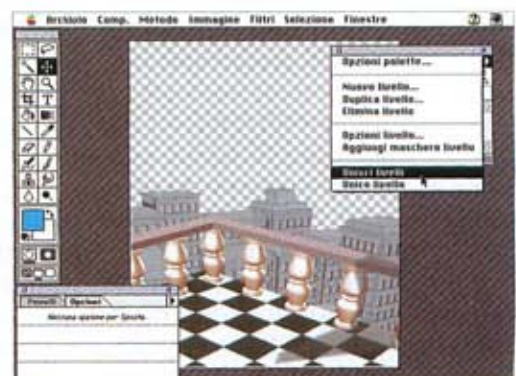 Archivio Comp. Metodo Immagine Filtri Selezione Finestre
Opzioni palette...
Nuovo livello...
Duplica livello...
Elimina livello
Opzioni livello...
Aggiungi maschera livello
Unisci livelli
Unico livello
Pennelli Opzioni
Nessuna opzione per Sposta.